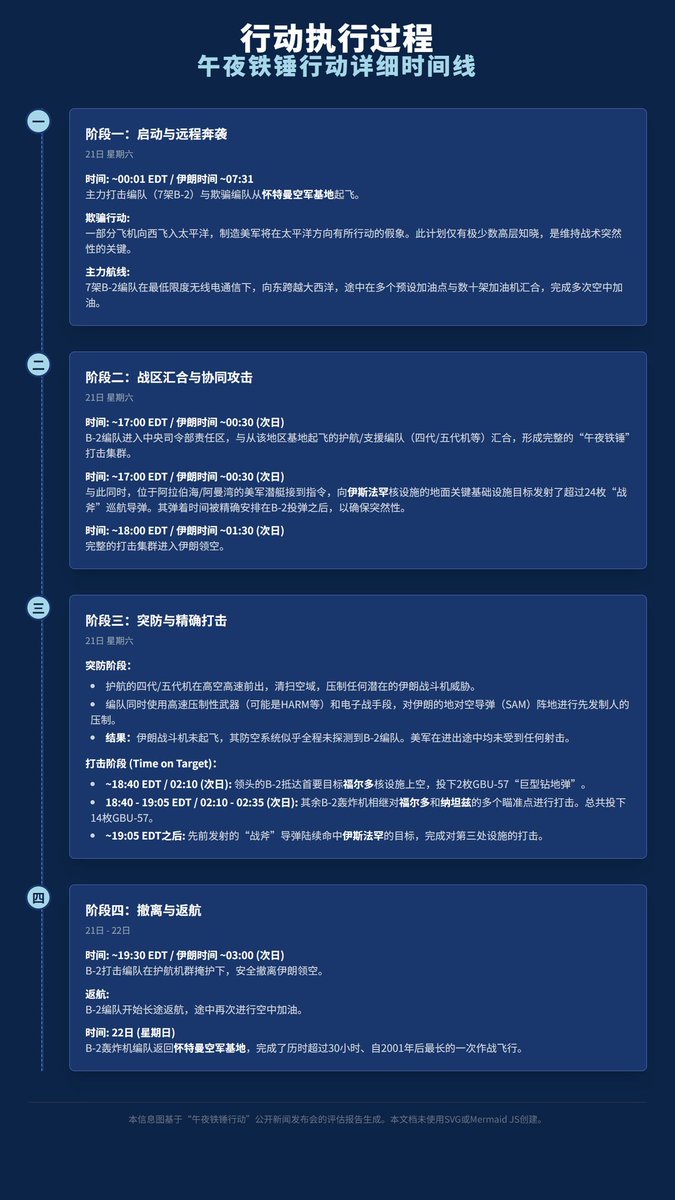 行动执行过程
午夜铁锤行动详细时间线
一
阶段一：启动与远程奔袭
21日 星期六
时间: ~00:01 EDT / 伊朗时间 ~07:31
主力打击编队（7架B-2）与欺骗编队从怀特曼空军基地起飞。
欺骗行动:
一部分飞机向西飞入太平洋，制造美军将在太平洋方向有所行动的假象。此计划仅有极少数高层知晓，是维持战术突然
性的关键。
主力航线:
7架B-2编队在最低限度无线电通信下，向东跨越大西洋，途中在多个预设加油点与数十架加油机汇合，完成多次空中加
油。
二
阶段二：战区汇合与协同攻击
21日 星期六
时间: ~17:00 EDT / 伊朗时间 ~00:30 (次日)
B-2编队进入中央司令部责任区，与从该地区基地起飞的护航/支援编队（四代/五代机等）汇合，形成完整的“午夜铁锤”
打击集群。
时间: ~17:00 EDT / 伊朗时间 ~00:30 (次日)
与此同时，位于阿拉伯海/阿曼湾的美军潜艇接到指令，向伊斯法罕核设施的地面关键基础设施目标发射了超过24枚“战
斧”巡航导弹。其弹着时间被精确安排在B-2投弹之后，以确保突然性。
时间: ~18:00 EDT / 伊朗时间 ~01:30 (次日)
完整的打击集群进入伊朗领空。
三
阶段三：突防与精确打击
21日 星期六
突防阶段：
• 护航的四代/五代机在高空高速前出，清扫空域，压制任何潜在的伊朗战斗机威胁。
• 编队同时使用高速压制性武器（可能是HARM等）和电子战手段，对伊朗的地对空导弹（SAM）阵地进行先发制人的
压制。
• 结果：伊朗战斗机未起飞，其防空系统似乎全程未探测到B-2编队。美军在进出途中均未受到任何射击。
打击阶段 (Time on Target)：
• ~18:40 EDT / 02:10 (次日): 领头的B-2抵达首要目标福尔多核设施上空，投下2枚GBU-57“巨型钻地弹”。
• 18:40 - 19:05 EDT / 02:10 - 02:35 (次日): 其余B-2轰炸机相继对福尔多和纳坦兹的多个瞄准点进行打击。总共投下
14枚GBU-57。
• ~19:05 EDT之后: 先前发射的“战斧”导弹陆续命中伊斯法罕的目标，完成对第三处设施的打击。
四
阶段四：撤离与返航
21日 - 22日
时间: ~19:30 EDT / 伊朗时间 ~03:00 (次日)
B-2打击编队在护航机群掩护下，安全撤离伊朗领空。
返航:
B-2编队开始长途返航，途中再次进行空中加油。
时间: 22日 (星期日)
B-2轰炸机编队返回怀特曼空军基地，完成了历时超过30小时、自2001年后最长的一次作战飞行。
本信息图基于“午夜铁锤行动”公开新闻发布会的评估报告生成。本文档未使用SVG或Mermaid JS创建。